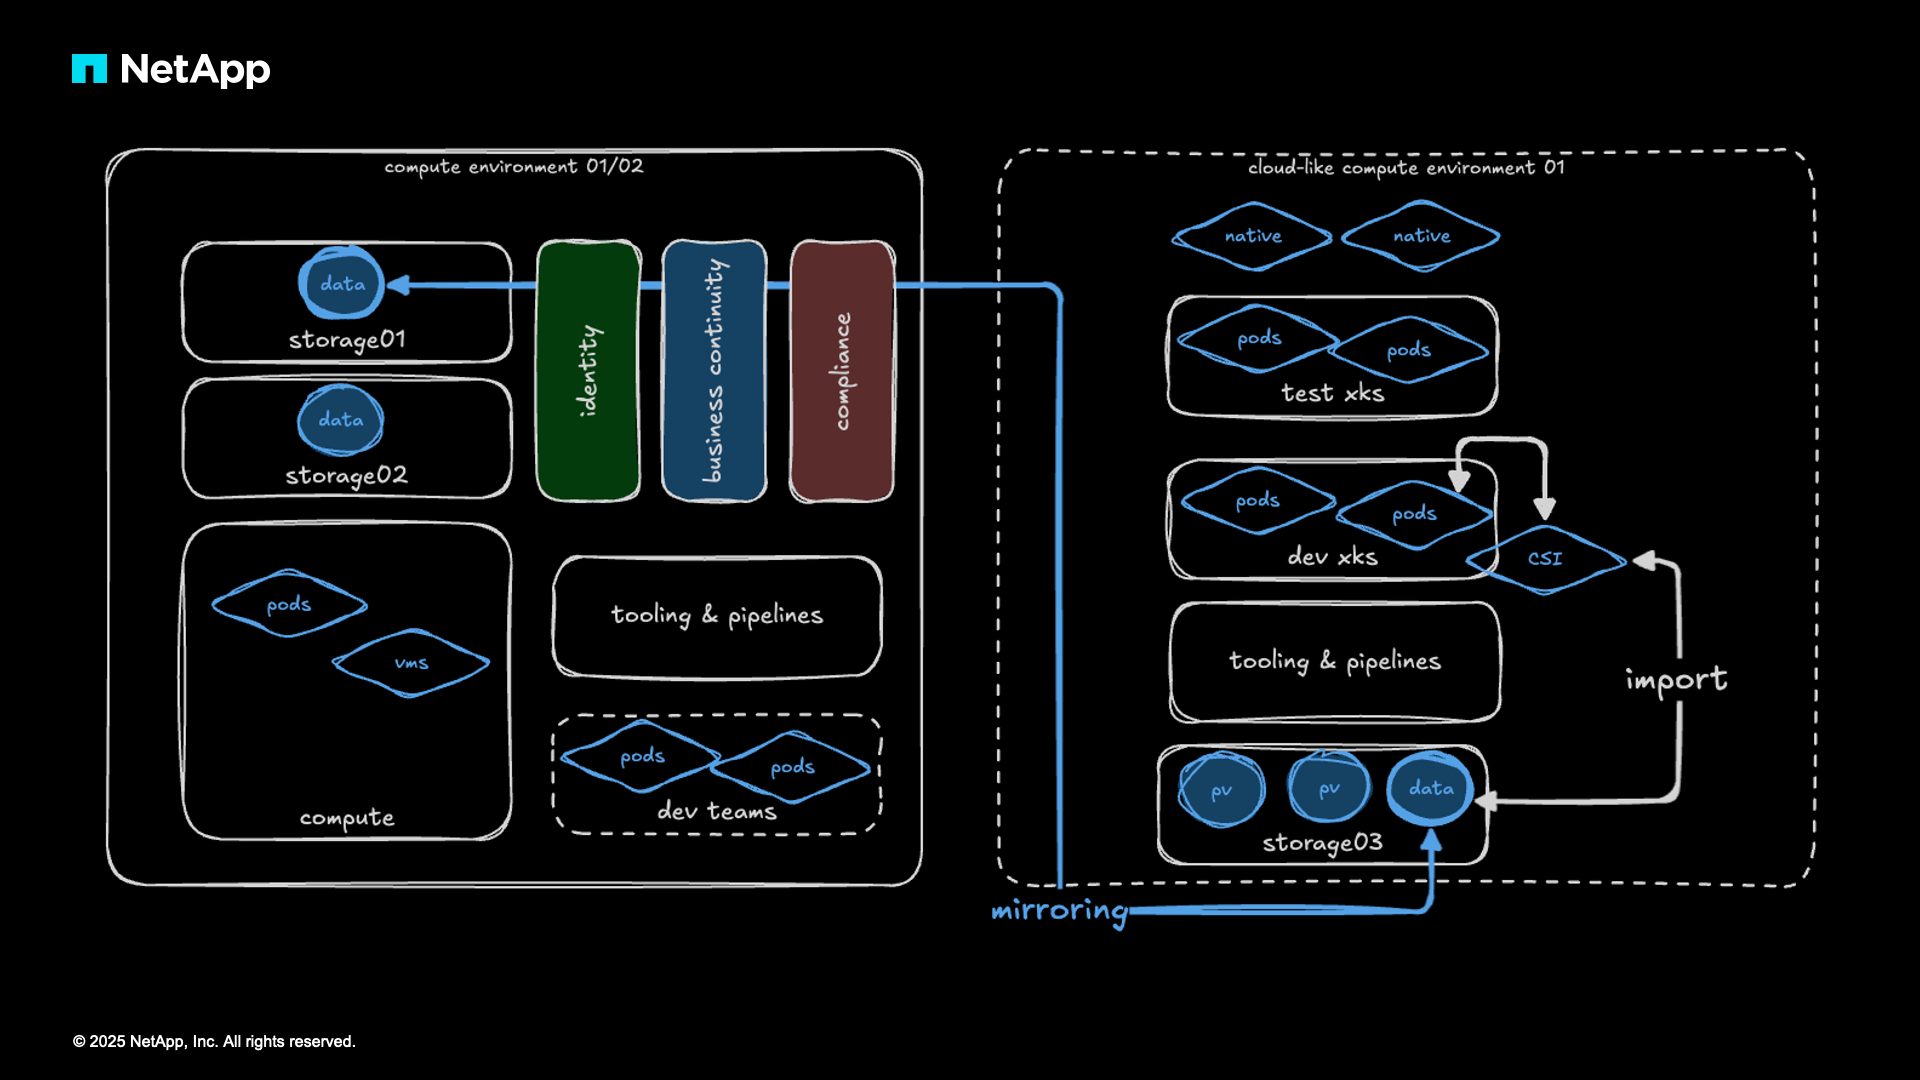 NetApp
compute environment 01/02
data
storage01
data
storage02
identity
business continuity
compliance
pods
vms
compute
tooling & pipelines
pods
pods
dev teams
cloud-like compute environment 01
native
native
pods
pods
test xks
pods
pods
dev xks
CSI
tooling & pipelines
import
pv
pv
data
storage03
mirroring
© 2025 NetApp, Inc. All rights reserved.